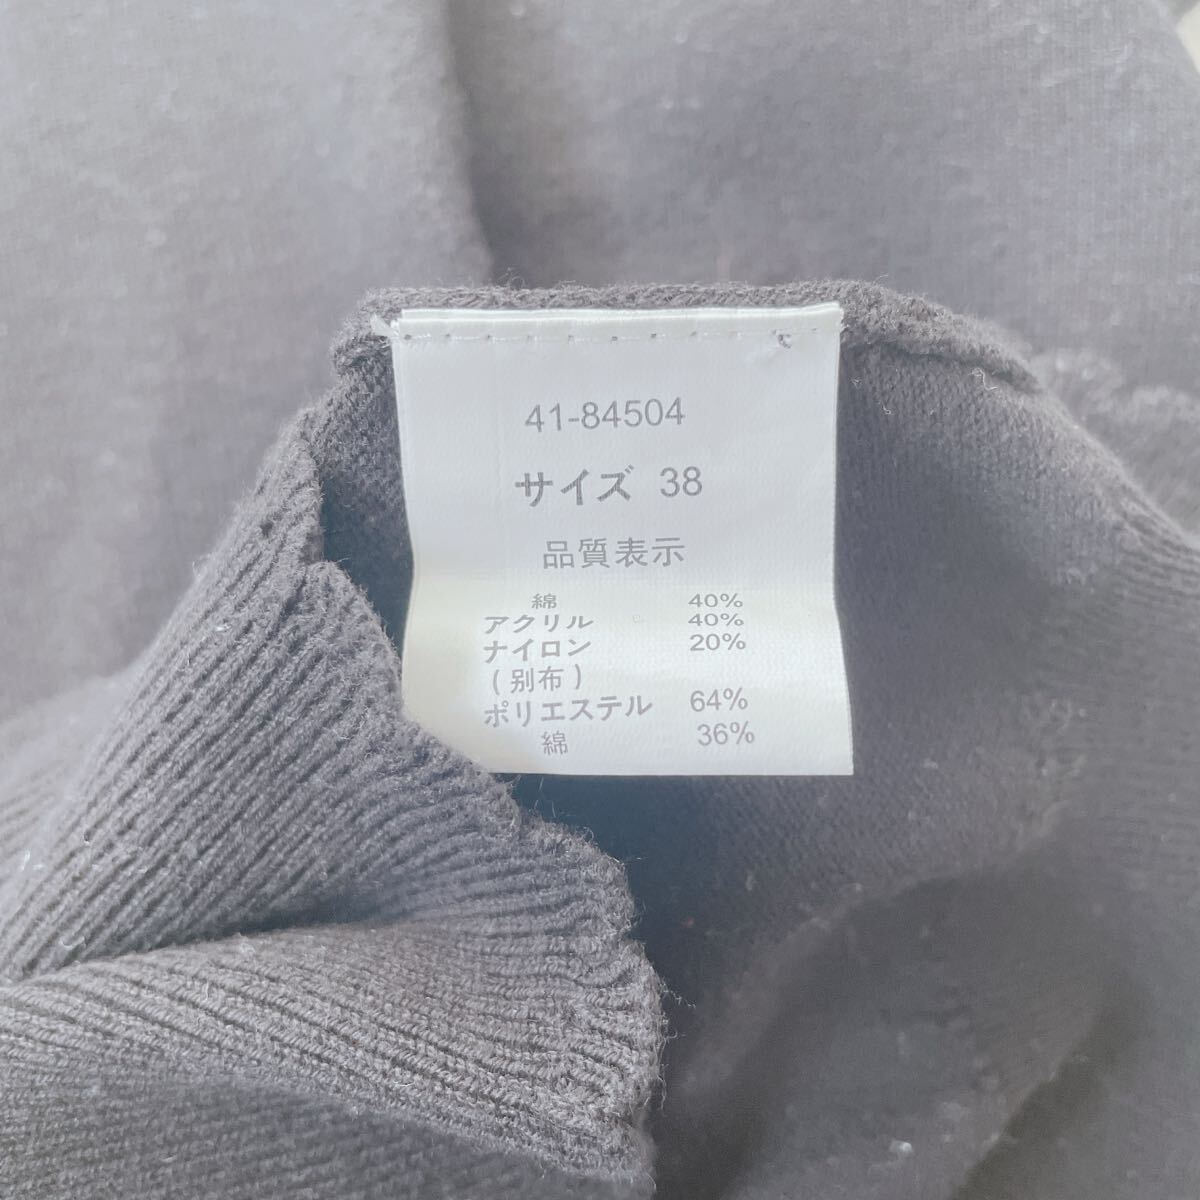 41-84504
サイズ 38
品質表示
綿 40%
アクリル 40%
ナイロン 20%
(別布)
ポリエステル 64%
綿 36%